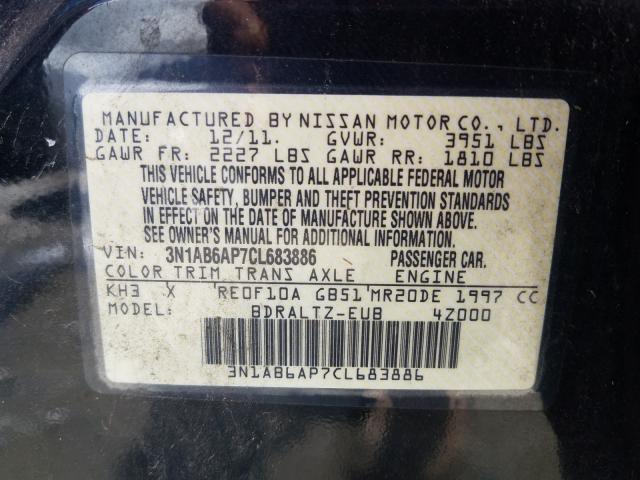 MANUFACTURED BY NISSAN MOTOR CO., LTD.
DATE: 12/11. GVWR: 3951 LBS
GAWR FR: 2227 LBS GAWR RR: 1810 LBS
THIS VEHICLE CONFORMS TO ALL APPLICABLE FEDERAL MOTOR
VEHICLE SAFETY, BUMPER AND THEFT PREVENTION STANDARDS
IN EFFECT ON THE DATE OF MANUFACTURE SHOWN ABOVE.
SEE OWNER'S MANUAL FOR ADDITIONAL INFORMATION.
VIN: 3N1AB6AP7CL683886 PASSENGER CAR.
COLOR TRIM TRANS AXLE ENGINE
KH3 X RE0F10A GB51 MR20DE 1997 CC
MODEL: BDRALTZ-EUB 4Z000
3N1AB6AP7CL683886